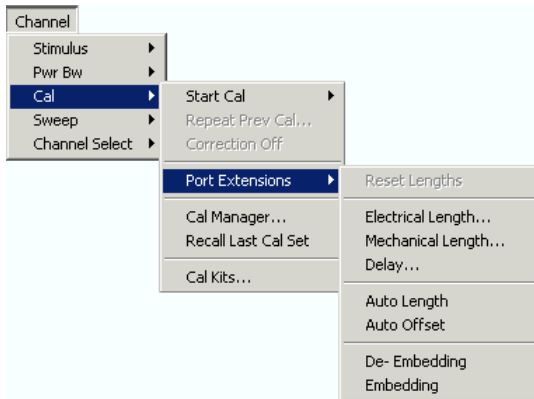 Channel
Stimulus
Pwr Bw
Cal
Sweep
Channel Select
Start Cal
Repeat Prev Cal...
Correction Off
Port Extensions
Cal Manager...
Recall Last Cal Set
Cal Kits...
Reset Lengths
Electrical Length...
Mechanical Length...
Delay...
Auto Length
Auto Offset
De- Embedding
Embedding